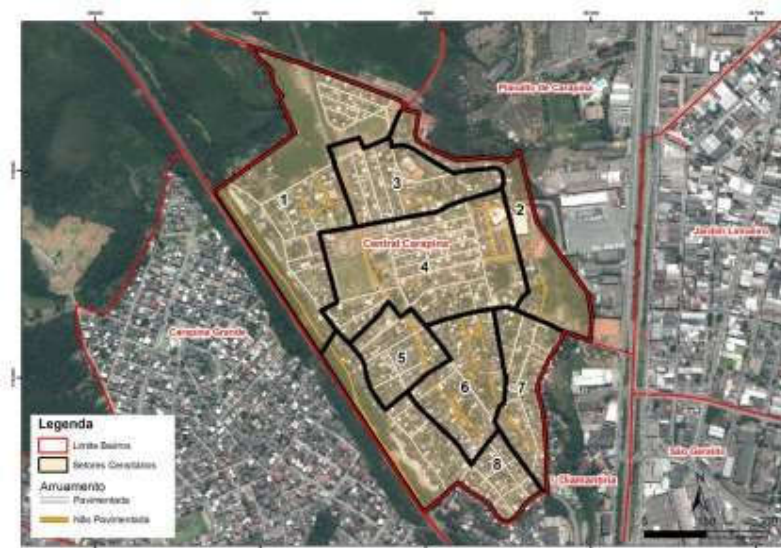 Planalto de Carapina
3
1
2
Jardim Limoeiro
Central Carapina
4
Carapina Grande
5
6
7
Legenda
Limite Bairros
Setores Censitários
Arruamento
Pavimentada
Não Pavimentada
8
São Geraldo
Diamantina